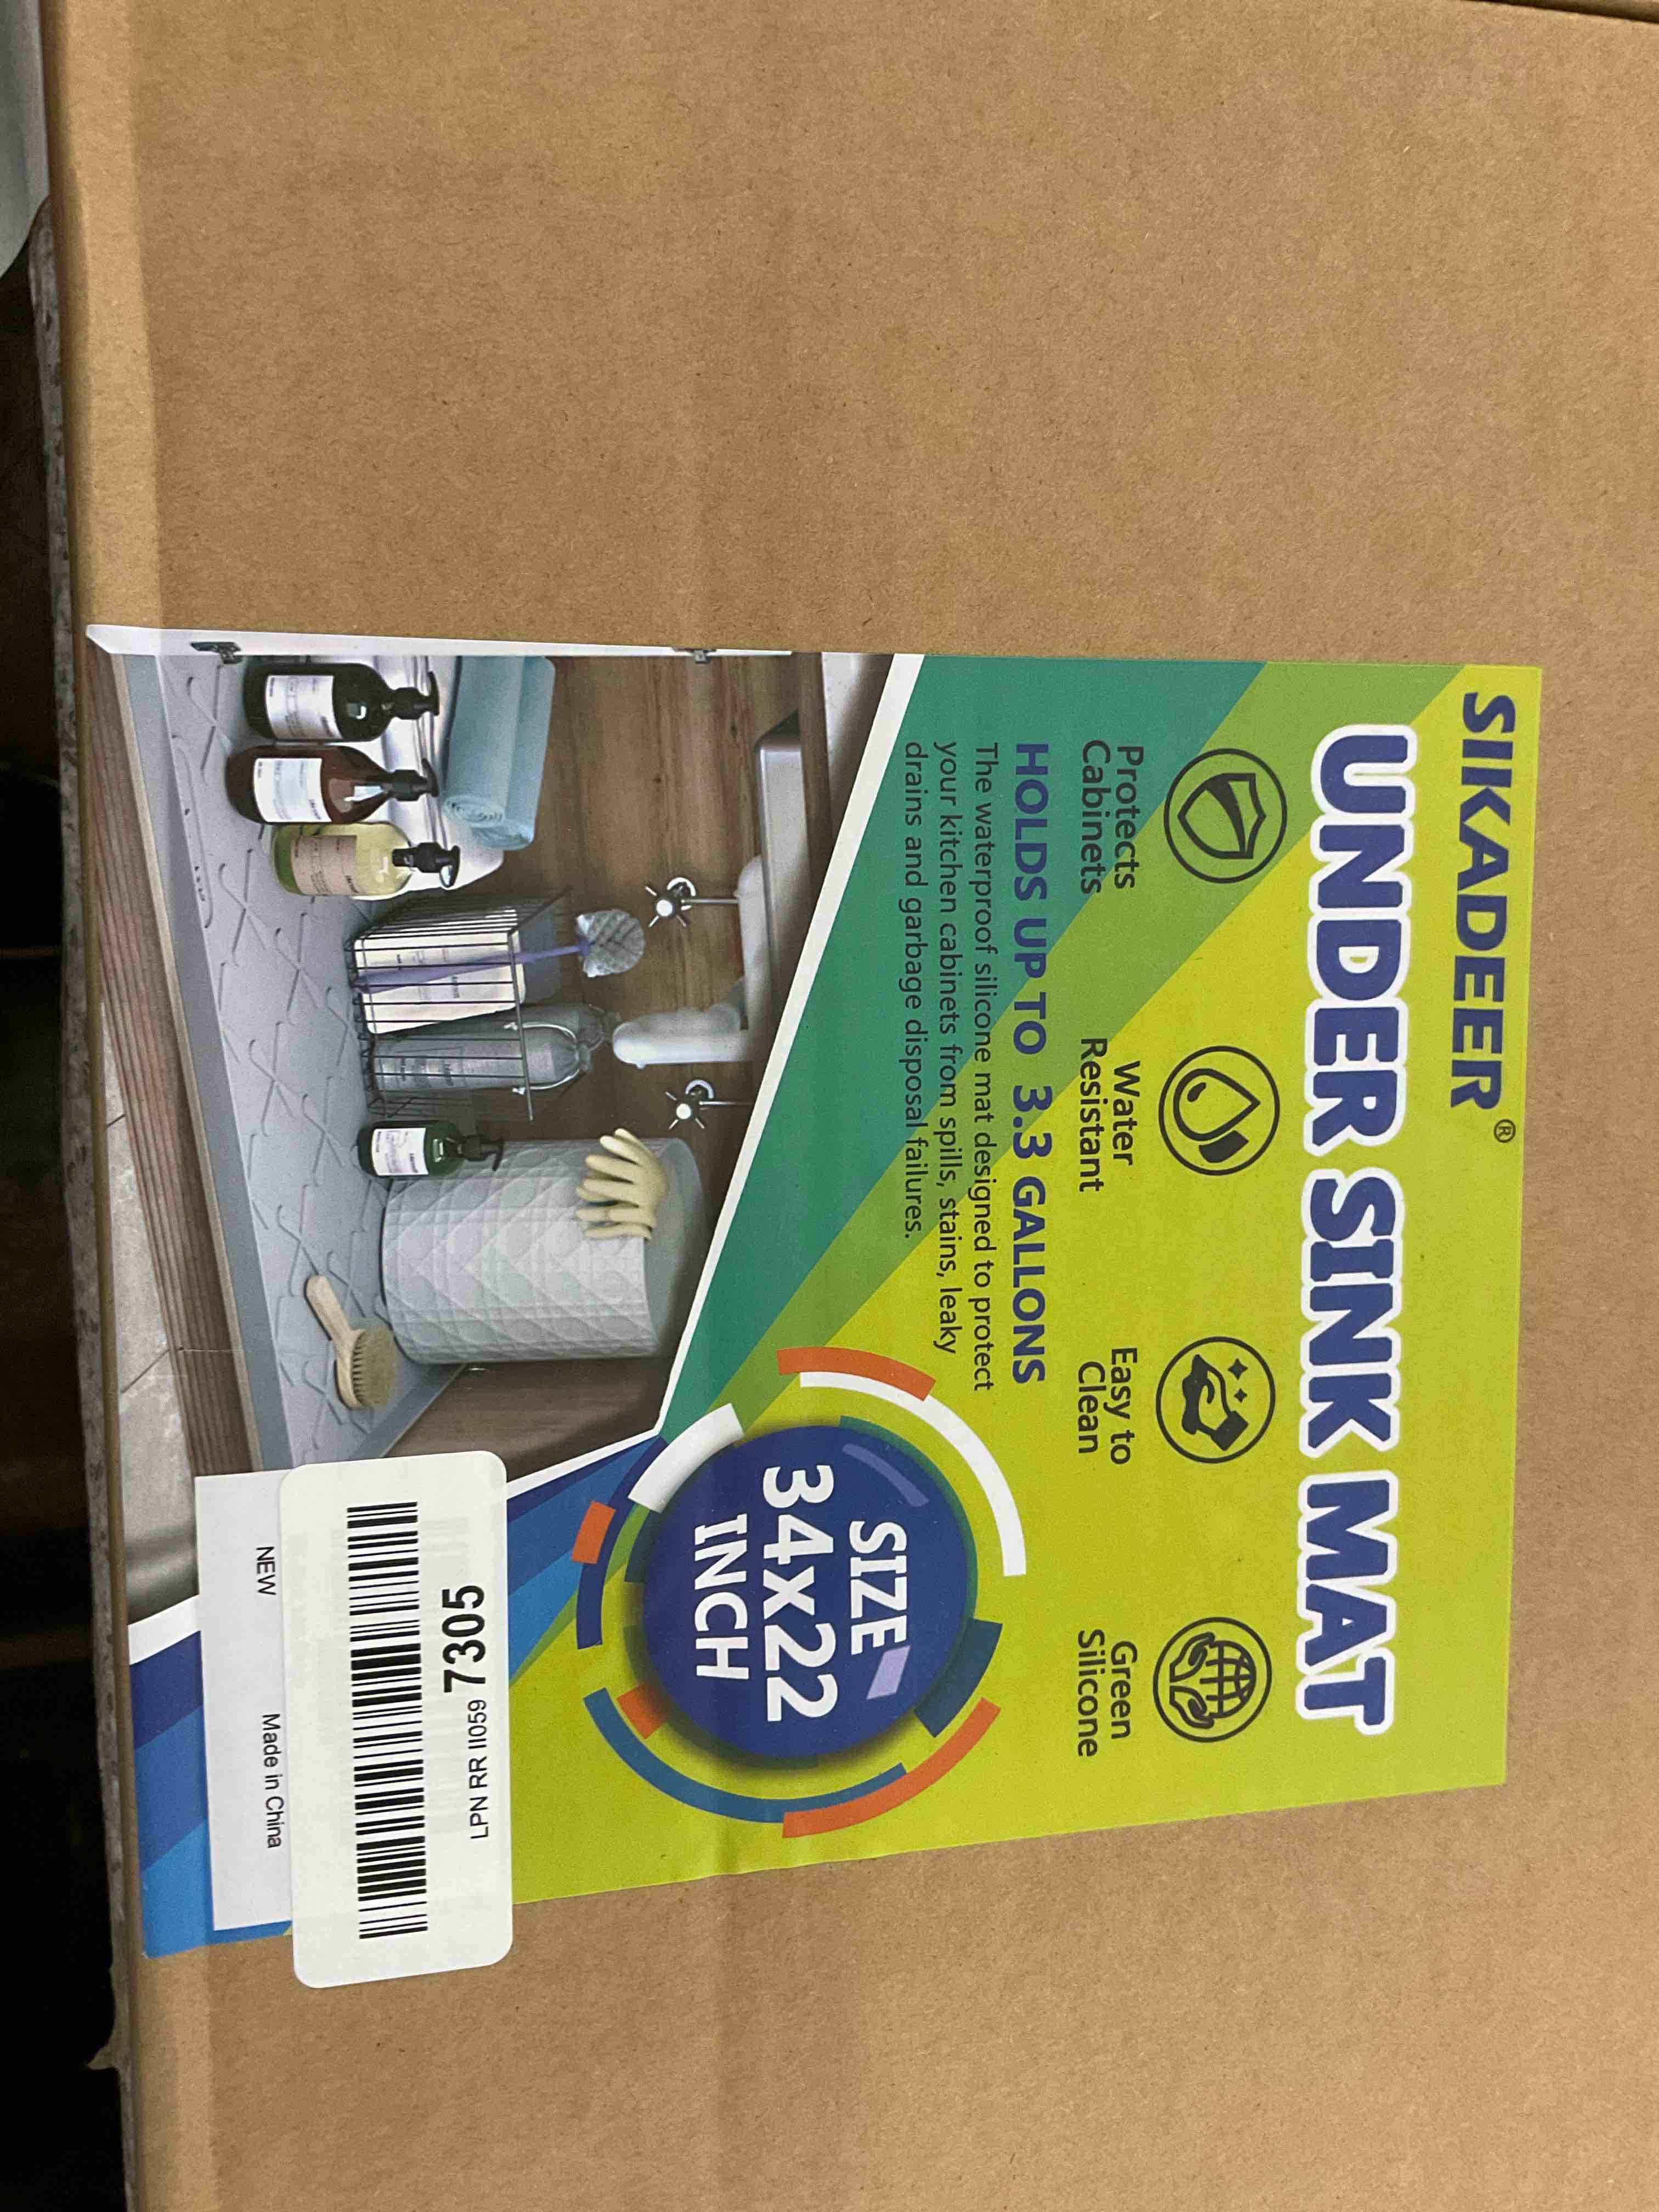 SIKADEER®
UNDER SINK MAT
Protects
Cabinets
Water
Resistant
Easy to
Clean
Green
Silicone
HOLDS UP TO 3.3 GALLONS
The waterproof silicone mat designed to protect
your kitchen cabinets from spills, stains, leaky
drains and garbage disposal failures.
SIZE
34x22
INCH
LPN RR II059 7305
NEW
Made in China